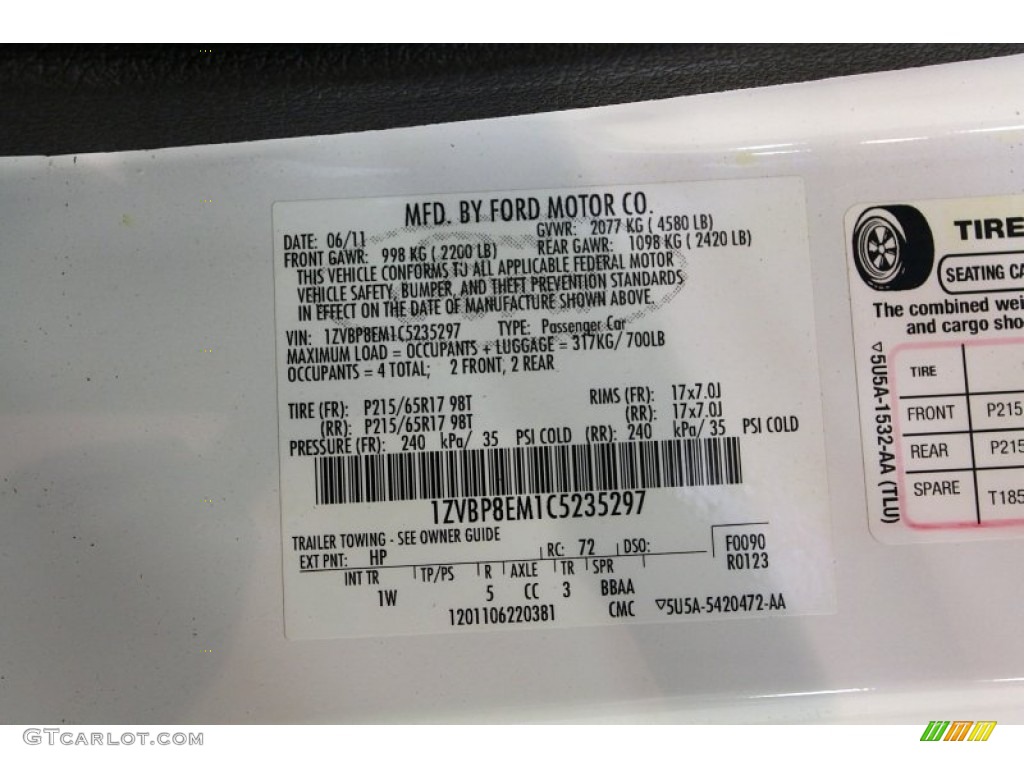 MFD. BY FORD MOTOR CO.
DATE: 06/11 GVWR: 2077 KG ( 4580 LB)
FRONT GAWR: 998 KG ( 2200 LB) REAR GAWR: 1098 KG ( 2420 LB)
THIS VEHICLE CONFORMS TO ALL APPLICABLE FEDERAL MOTOR
VEHICLE SAFETY, BUMPER, AND THEFT PREVENTION STANDARDS
IN EFFECT ON THE DATE OF MANUFACTURE SHOWN ABOVE.
VIN: 1ZVBP8EM1C5235297 TYPE: Passenger Car
MAXIMUM LOAD = OCCUPANTS + LUGGAGE = 317KG/ 700LB
OCCUPANTS = 4 TOTAL; 2 FRONT, 2 REAR
TIRE (FR): P215/65R17 98T RIMS (FR): 17x7.0J
(RR): P215/65R17 98T (RR): 17x7.0J
PRESSURE (FR): 240 kPa/ 35 PSI COLD (RR): 240 kPa/ 35 PSI COLD
1ZVBP8EM1C5235297
TRAILER TOWING - SEE OWNER GUIDE
EXT PNT: HP RC: 72 DSO: F0090
INT TR TP/PS R AXLE TR SPR R0123
1W 5 CC 3 BBAA
1201106220381 CMC ▽5U5A-5420472-AA
TIRE
SEATING CA
The combined wei
and cargo sho
TIRE
FRONT P215
REAR P215
SPARE T185
▽5U5A-1532-AA (TLU)
GTCarlot.com